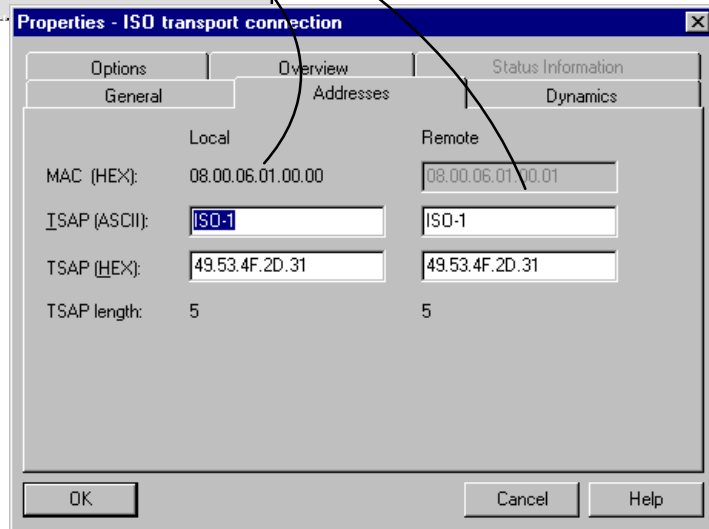 Properties - ISO transport connection
Options Overview Status Information
General Addresses Dynamics
Local Remote
MAC (HEX): 08.00.06.01.00.00 08.00.06.01.00.01
TSAP (ASCII): ISO-1 ISO-1
TSAP (HEX): 49.53.4F.2D.31 49.53.4F.2D.31
TSAP length: 5 5
OK Cancel Help